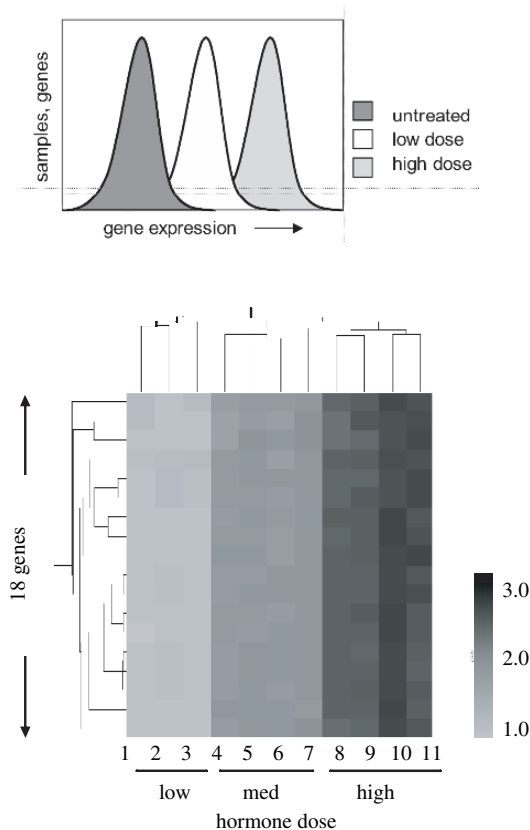 samples, genes
untreated
low dose
high dose
gene expression
18 genes
3.0
2.0
1.0
1 2 3 4 5 6 7 8 9 10 11
low med high
hormone dose